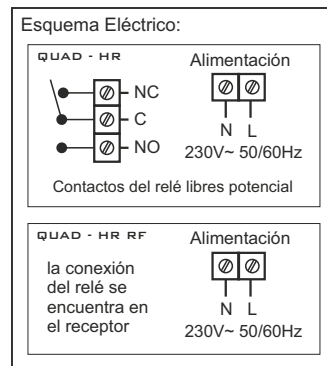 Esquema Eléctrico:
QUAD - HR
Alimentación
NC
C
NO
N L
230V~ 50/60Hz
Contactos del relé libres potencial
QUAD - HR RF
Alimentación
la conexión
del relé se
encuentra en
el receptor
N L
230V~ 50/60Hz